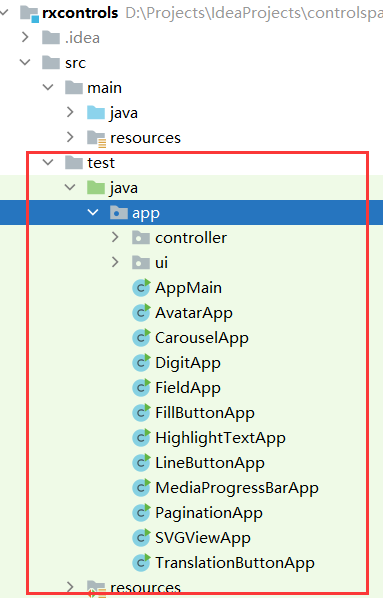 rxcontrols D:\Projects\IdeaProjects\controlspa
.idea
src
main
java
resources
test
java
app
controller
ui
AppMain
AvatarApp
CarouselApp
DigitApp
FieldApp
FillButtonApp
HighlightTextApp
LineButtonApp
MediaProgressBarApp
PaginationApp
SVGViewApp
TranslationButtonApp
resources